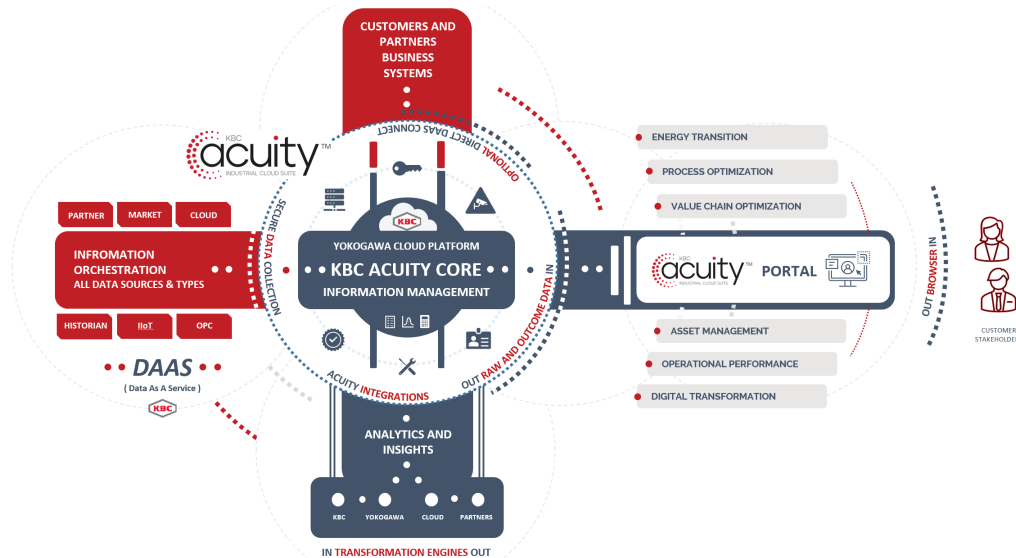 CUSTOMERS AND
PARTNERS
BUSINESS
SYSTEMS
OPTIONAL DIRECT DAAS CONNECT
KBC
acuity™
INDUSTRIAL CLOUD SUITE
PARTNER
MARKET
CLOUD
INFROMATION
ORCHESTRATION
ALL DATA SOURCES & TYPES
HISTORIAN
IIoT
OPC
DAAS
( Data As A Service )
KBC
SECURE DATA COLLECTION
KBC
YOKOGAWA CLOUD PLATFORM
KBC ACUITY CORE
INFORMATION MANAGEMENT
ACUITY INTEGRATIONS
OUT RAW AND OUTCOME DATA IN
ANALYTICS AND
INSIGHTS
KBC
YOKOGAWA
CLOUD
PARTNERS
IN TRANSFORMATION ENGINES OUT
ENERGY TRANSITION
PROCESS OPTIMIZATION
VALUE CHAIN OPTIMIZATION
KBC
acuity™
INDUSTRIAL CLOUD SUITE
PORTAL
ASSET MANAGEMENT
OPERATIONAL PERFORMANCE
DIGITAL TRANSFORMATION
OUT BROWSER IN
CUSTOMER
STAKEHOLDE